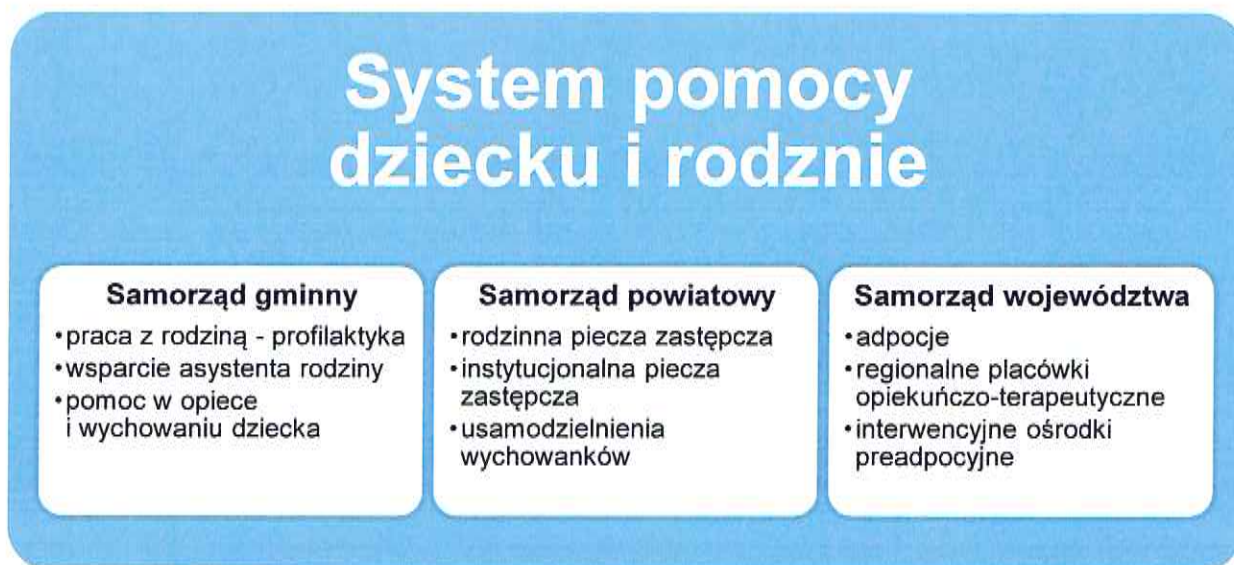 System pomocy
dziecku i rodznie
Samorząd gminny
•praca z rodziną - profilaktyka
•wsparcie asystenta rodziny
•pomoc w opiece
i wychowaniu dziecka
Samorząd powiatowy
•rodzinna piecza zastępcza
•instytucjonalna piecza
zastępcza
•usamodzielnienia
wychowanków
Samorząd województwa
•adpocje
•regionalne placówki
opiekuńczo-terapeutyczne
•interwencyjne ośrodki
preadpocyjne